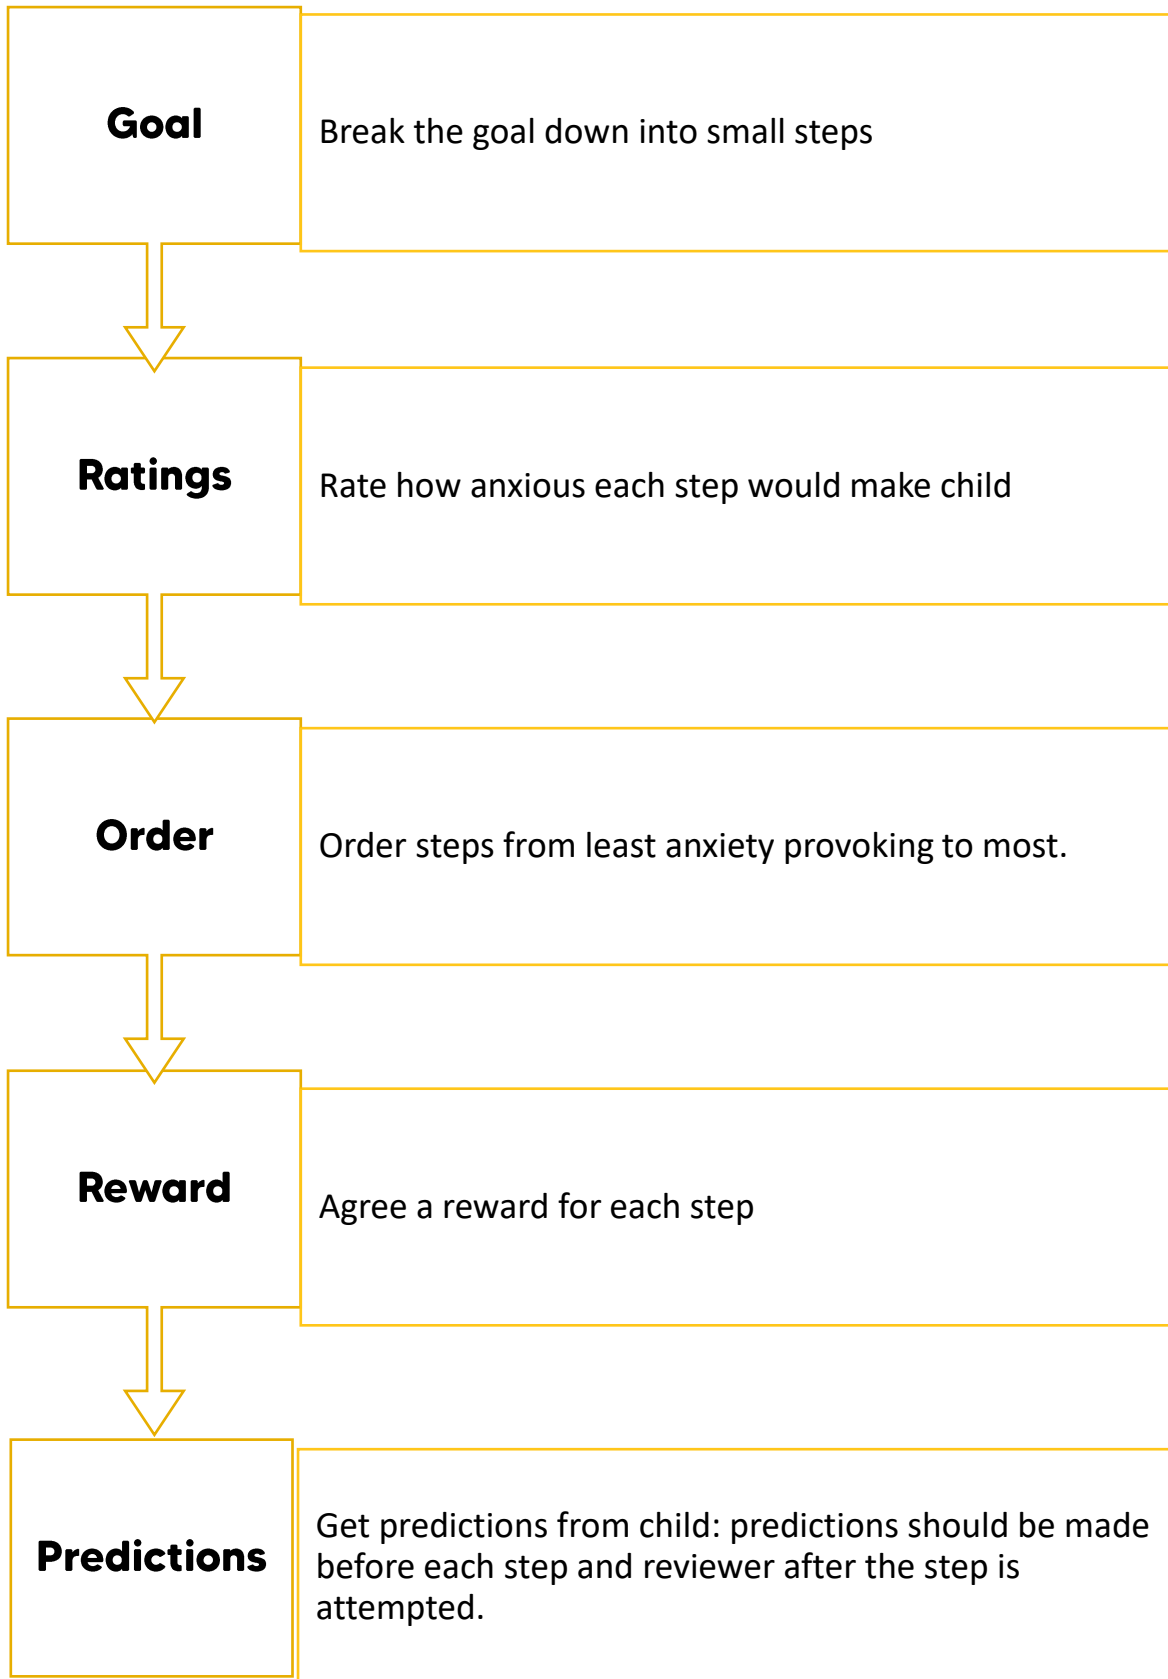 Goal
Break the goal down into small steps
Ratings
Rate how anxious each step would make child
Order
Order steps from least anxiety provoking to most.
Reward
Agree a reward for each step
Predictions
Get predictions from child: predictions should be made
before each step and reviewer after the step is
attempted.